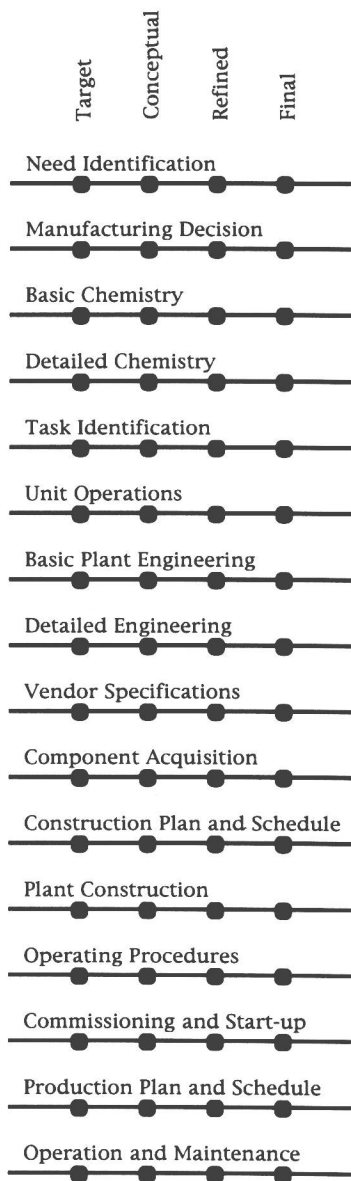 Target
Conceptual
Refined
Final
Need Identification
Manufacturing Decision
Basic Chemistry
Detailed Chemistry
Task Identification
Unit Operations
Basic Plant Engineering
Detailed Engineering
Vendor Specifications
Component Acquisition
Construction Plan and Schedule
Plant Construction
Operating Procedures
Commissioning and Start-up
Production Plan and Schedule
Operation and Maintenance